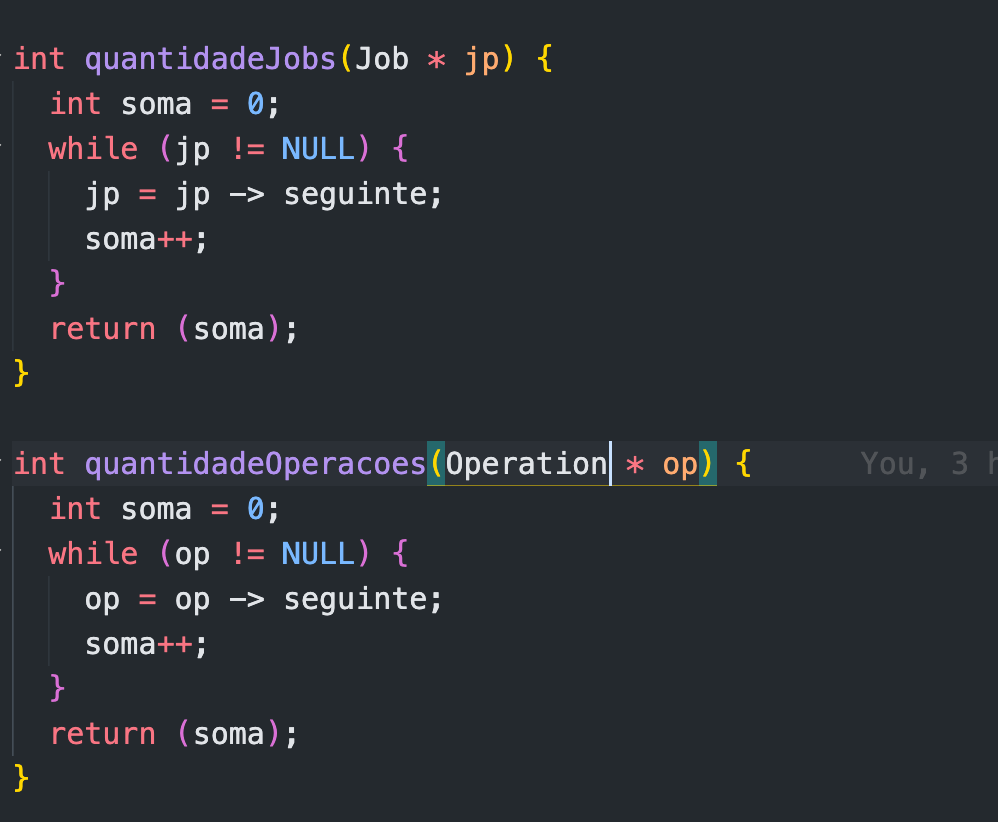 int quantidadeJobs(Job * jp) {
  int soma = 0;
  while (jp != NULL) {
    jp = jp -> seguinte;
    soma++;
  }
  return (soma);
}
int quantidadeOperacoes(Operation * op) { You, 3
  int soma = 0;
  while (op != NULL) {
    op = op -> seguinte;
    soma++;
  }
  return (soma);
}